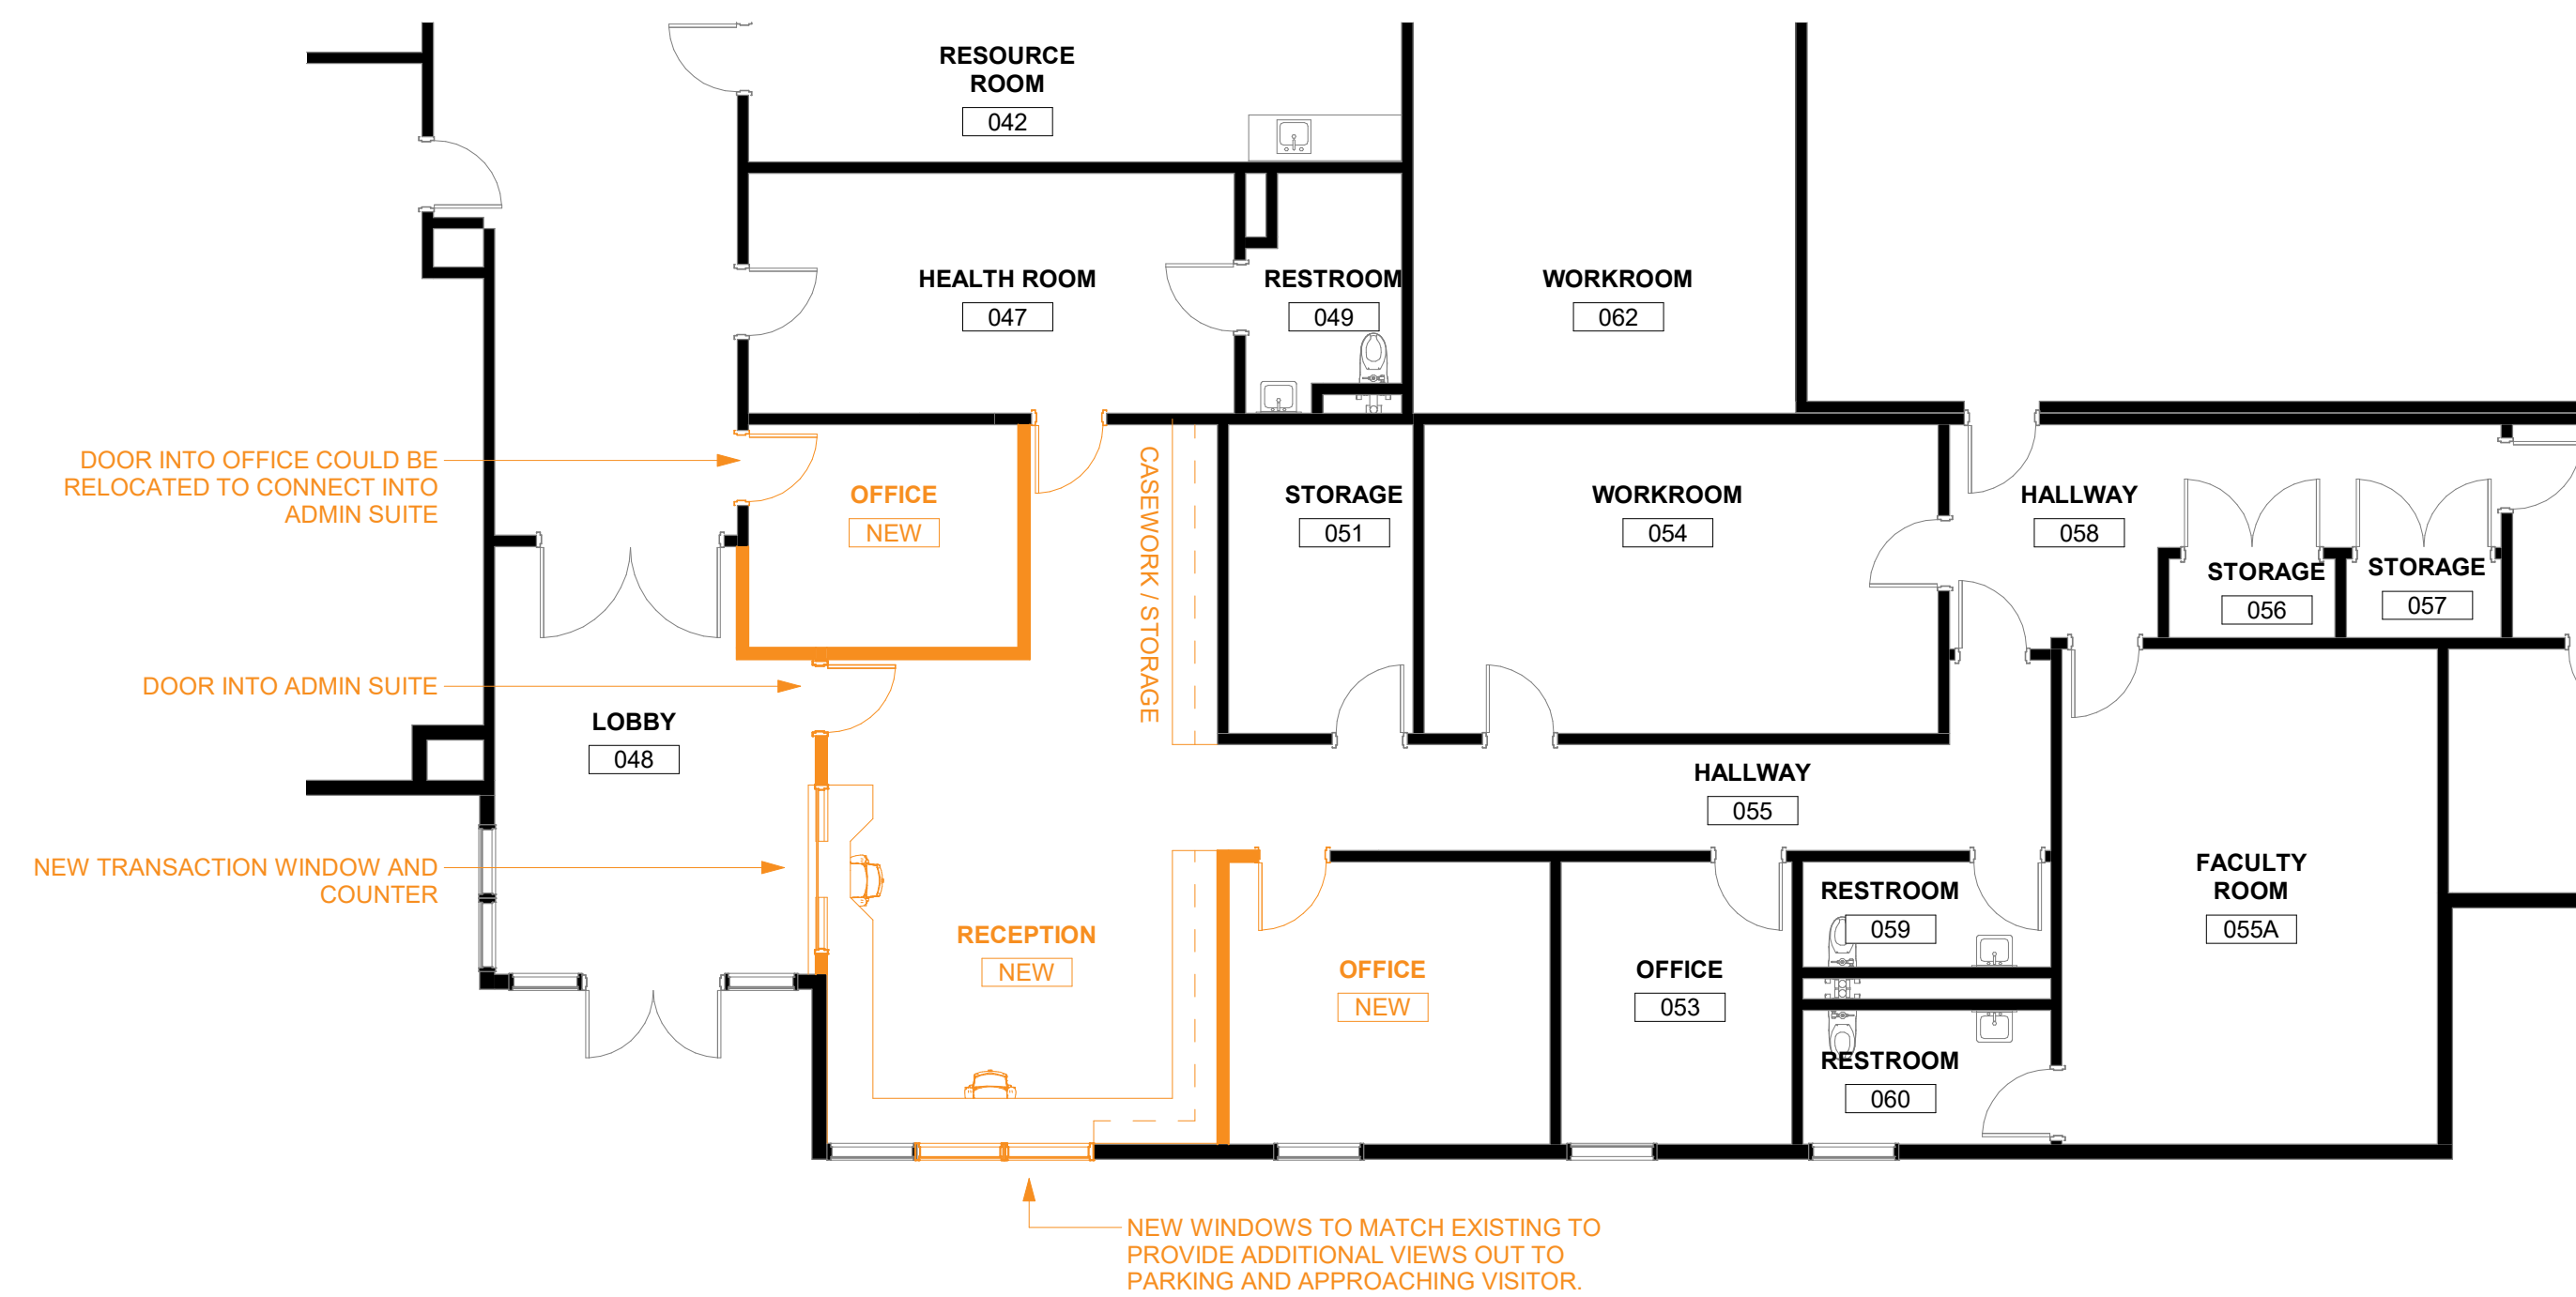 RESOURCE
ROOM
042
HEALTH ROOM
047
RESTROOM
049
WORKROOM
062
DOOR INTO OFFICE COULD BE
RELOCATED TO CONNECT INTO
ADMIN SUITE
OFFICE
NEW
CASEWORK / STORAGE
STORAGE
051
WORKROOM
054
HALLWAY
058
STORAGE
056
STORAGE
057
DOOR INTO ADMIN SUITE
LOBBY
048
HALLWAY
055
NEW TRANSACTION WINDOW AND
COUNTER
RECEPTION
NEW
OFFICE
NEW
OFFICE
053
RESTROOM
059
RESTROOM
060
FACULTY
ROOM
055A
NEW WINDOWS TO MATCH EXISTING TO
PROVIDE ADDITIONAL VIEWS OUT TO
PARKING AND APPROACHING VISITOR.